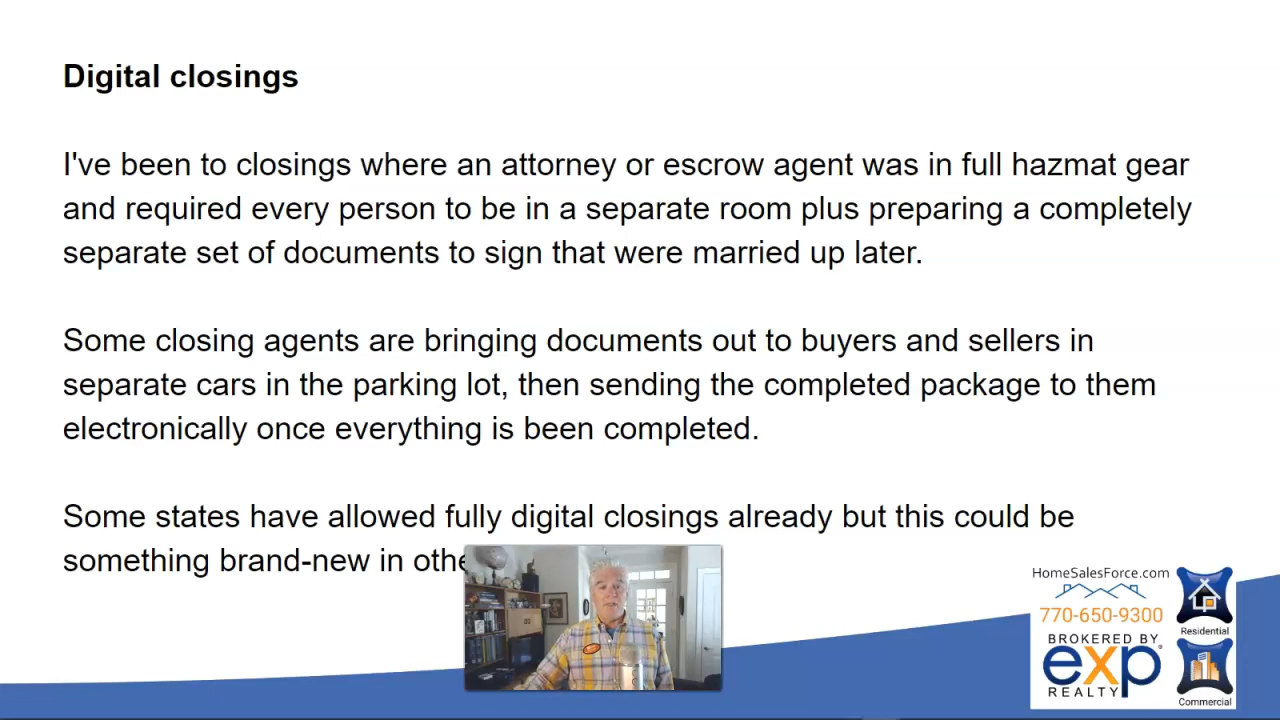 Digital closings
I've been to closings where an attorney or escrow agent was in full hazmat gear
and required every person to be in a separate room plus preparing a completely
separate set of documents to sign that were married up later.
Some closing agents are bringing documents out to buyers and sellers in
separate cars in the parking lot, then sending the completed package to them
electronically once everything is been completed.
Some states have allowed fully digital closings already but this could be
something brand-new in
HomeSalesForce.com
770-650-9300
Residential
BROKERED BY
exp
REALTY
Commercial